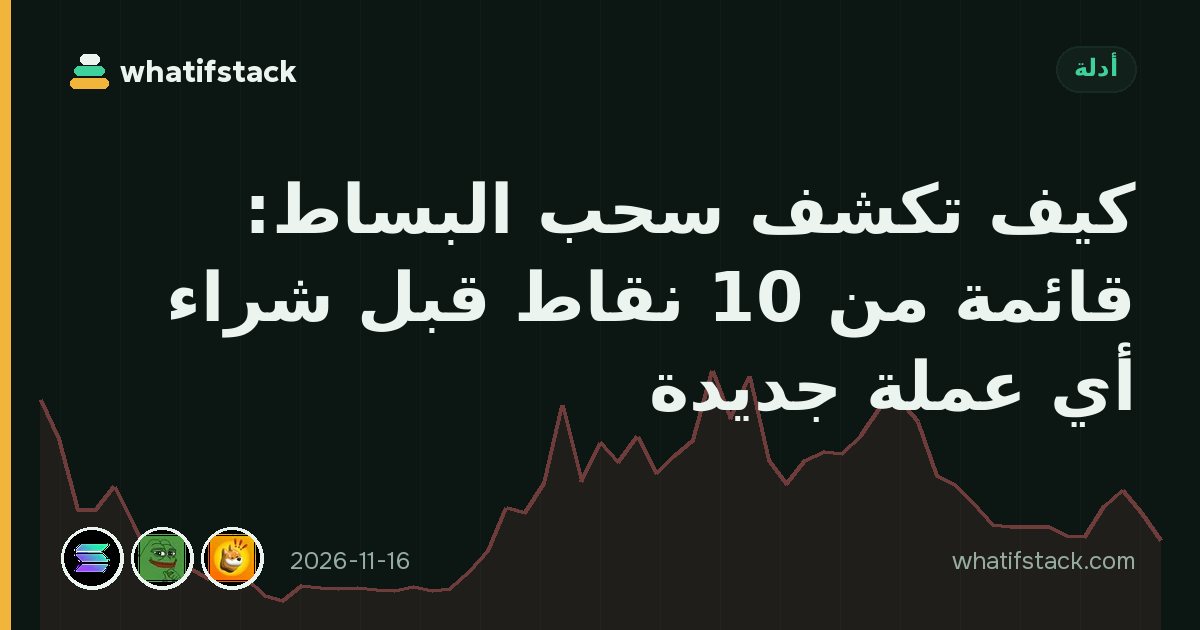 whatifstack
أدلة
كيف تكشف سحب البساط:
قائمة من 10 نقاط قبل شراء
أي عملة جديدة
2026-11-16
whatifstack.com